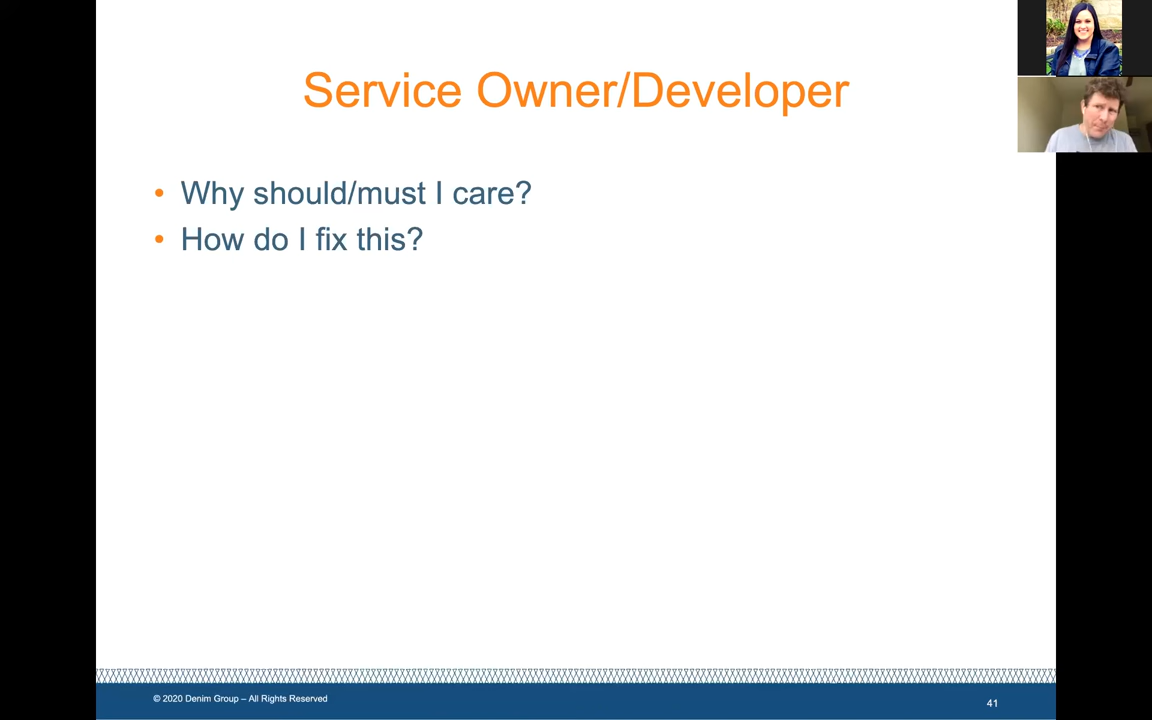 Service Owner/Developer
• Why should/must I care?
• How do I fix this?
© 2020 Denim Group – All Rights Reserved
41